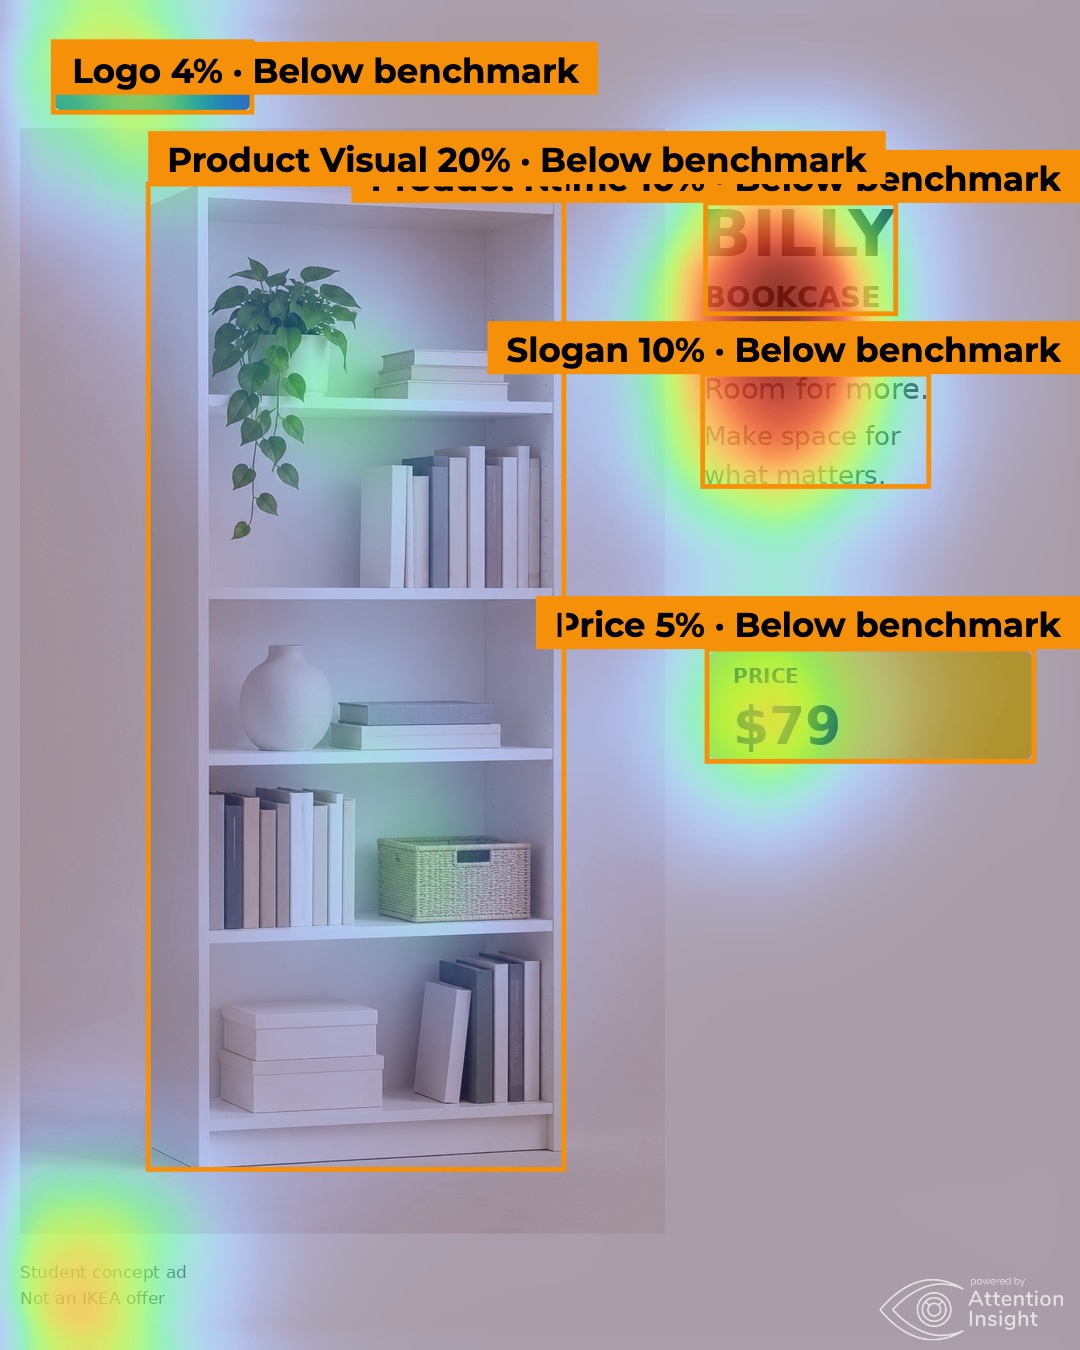 Logo 4% · Below benchmark
Product Visual 20% · Below benchmark
Below benchmark
BILLY
BOOKCASE
Slogan 10% · Below benchmark
Room for more.
Make space for
what matters.
Price 5% · Below benchmark
PRICE
$79
Student concept ad
Not an IKEA offer
powered by
Attention
Insight